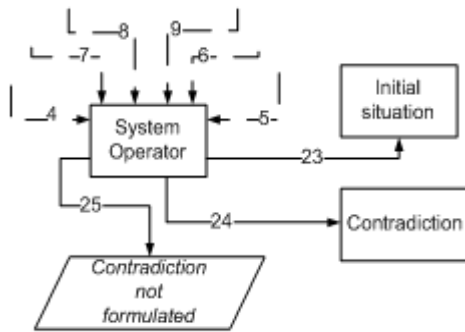 8
9
7
6
4
5
System
Operator
Initial
situation
23
25
24
Contradiction
Contradiction
not
formulated